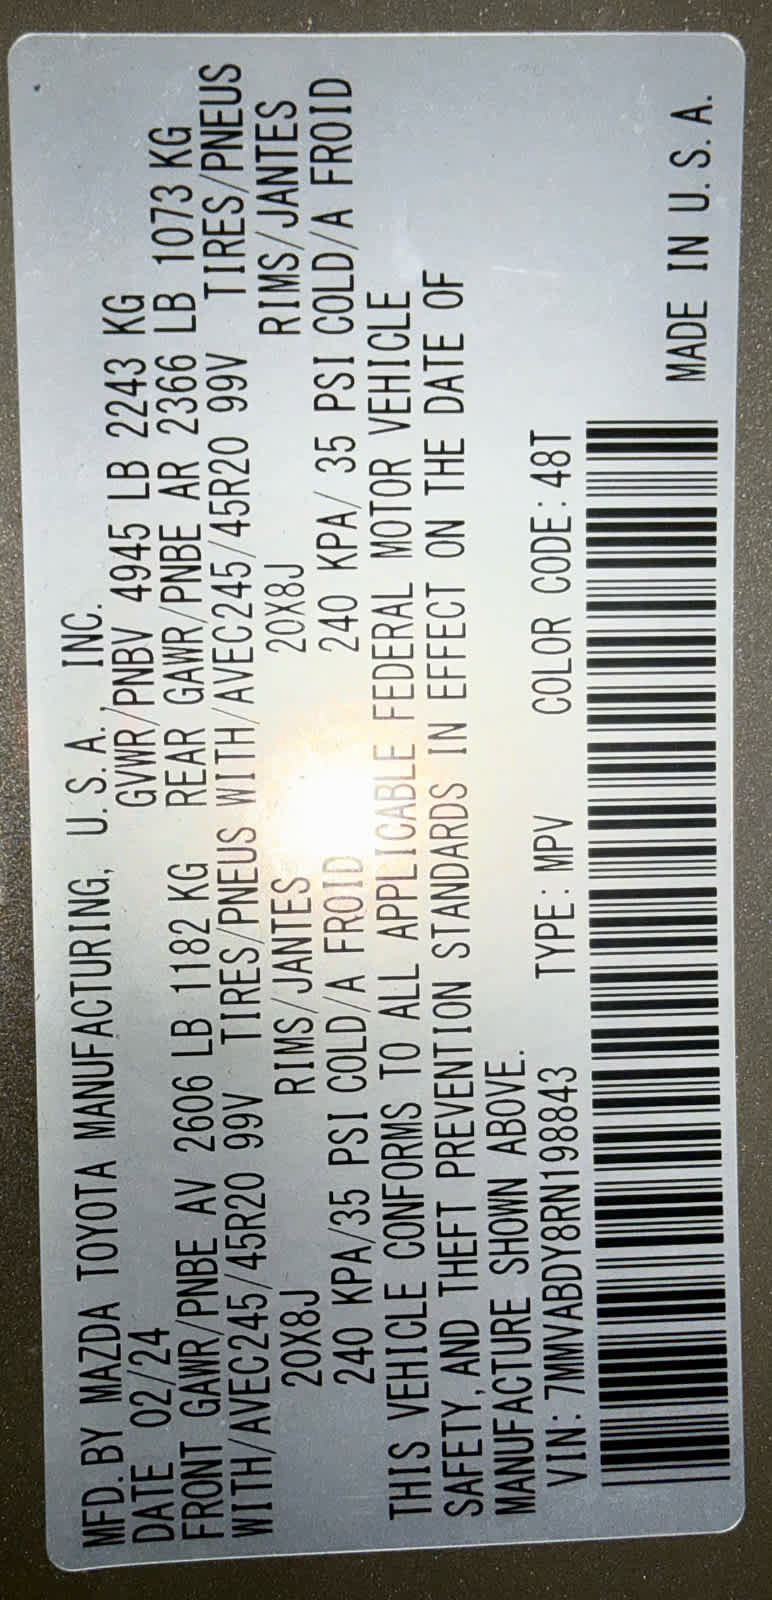 MFD. BY MAZDA TOYOTA MANUFACTURING, U. S. A. , INC.
DATE 02/24 GVWR/PNBV 4945 LB 2243 KG
FRONT GAWR/PNBE AV 2606 LB 1182 KG REAR GAWR/PNBE AR 2366 LB 1073 KG
WITH/AVEC245/45R20 99V TIRES/PNEUS WITH/AVEC245/45R20 99V TIRES/PNEUS
20X8J RIMS/JANTES 20X8J RIMS/JANTES
240 KPA/35 PSI COLD/A FROID 240 KPA/ 35 PSI COLD/A FROID
THIS VEHICLE CONFORMS TO ALL APPLICABLE FEDERAL MOTOR VEHICLE
SAFETY, AND THEFT PREVENTION STANDARDS IN EFFECT ON THE DATE OF
MANUFACTURE SHOWN ABOVE.
VIN: 7MMVABDY8RN198843 TYPE: MPV COLOR CODE: 48T
MADE IN U. S. A.